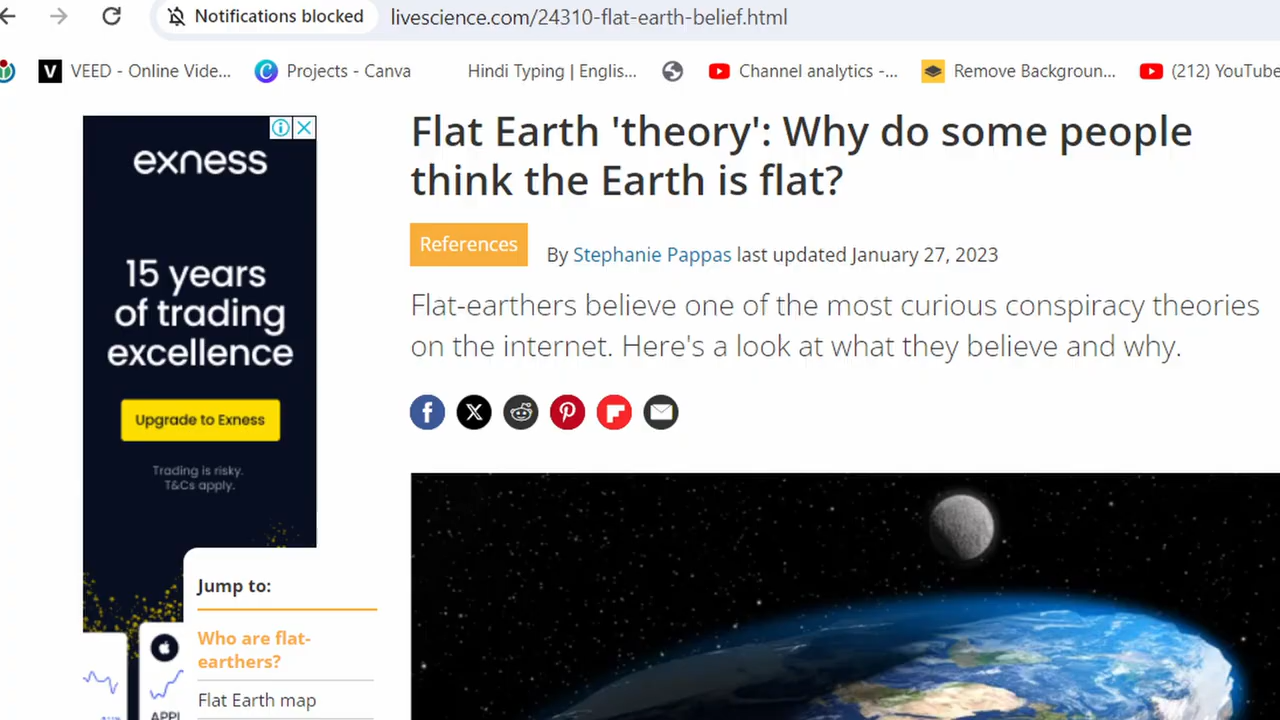 Notifications blocked
livescience.com/24310-flat-earth-belief.html
V
VEED - Online Vide...
Projects - Canva
Hindi Typing | Englis...
Channel analytics -...
Remove Backgroun...
(212) YouTube
exness
15 years
of trading
excellence
Upgrade to Exness
Trading is risky.
T&Cs apply.
APPL
Jump to:
Who are flat-
earthers?
Flat Earth map
Flat Earth 'theory': Why do some people
think the Earth is flat?
References
By Stephanie Pappas last updated January 27, 2023
Flat-earthers believe one of the most curious conspiracy theories
on the internet. Here's a look at what they believe and why.